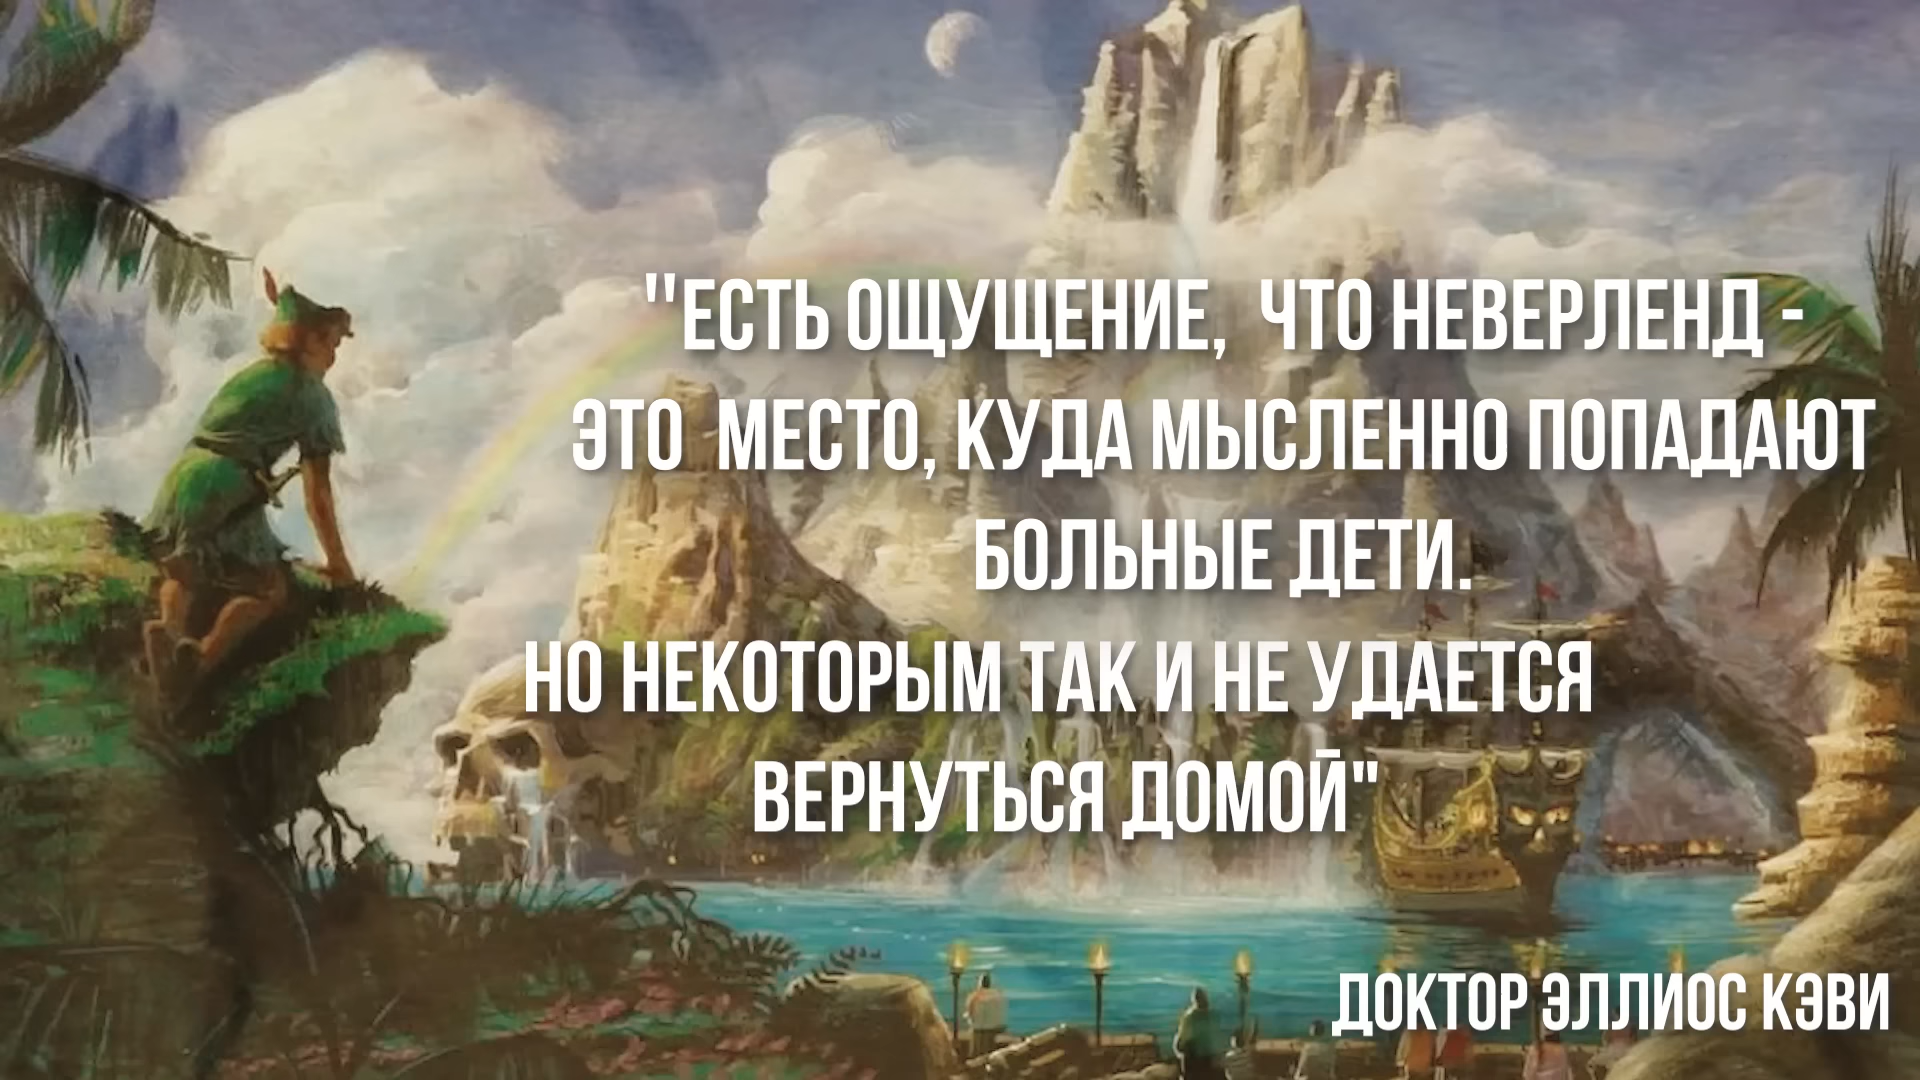 "ЕСТЬ ОЩУЩЕНИЕ, ЧТО НЕВЕРЛЕНД -
ЭТО МЕСТО, КУДА МЫСЛЕННО ПОПАДАЮТ
БОЛЬНЫЕ ДЕТИ.
НО НЕКОТОРЫМ ТАК И НЕ УДАЕТСЯ
ВЕРНУТЬСЯ ДОМОЙ"
ДОКТОР ЭЛЛИОС КЭВИ